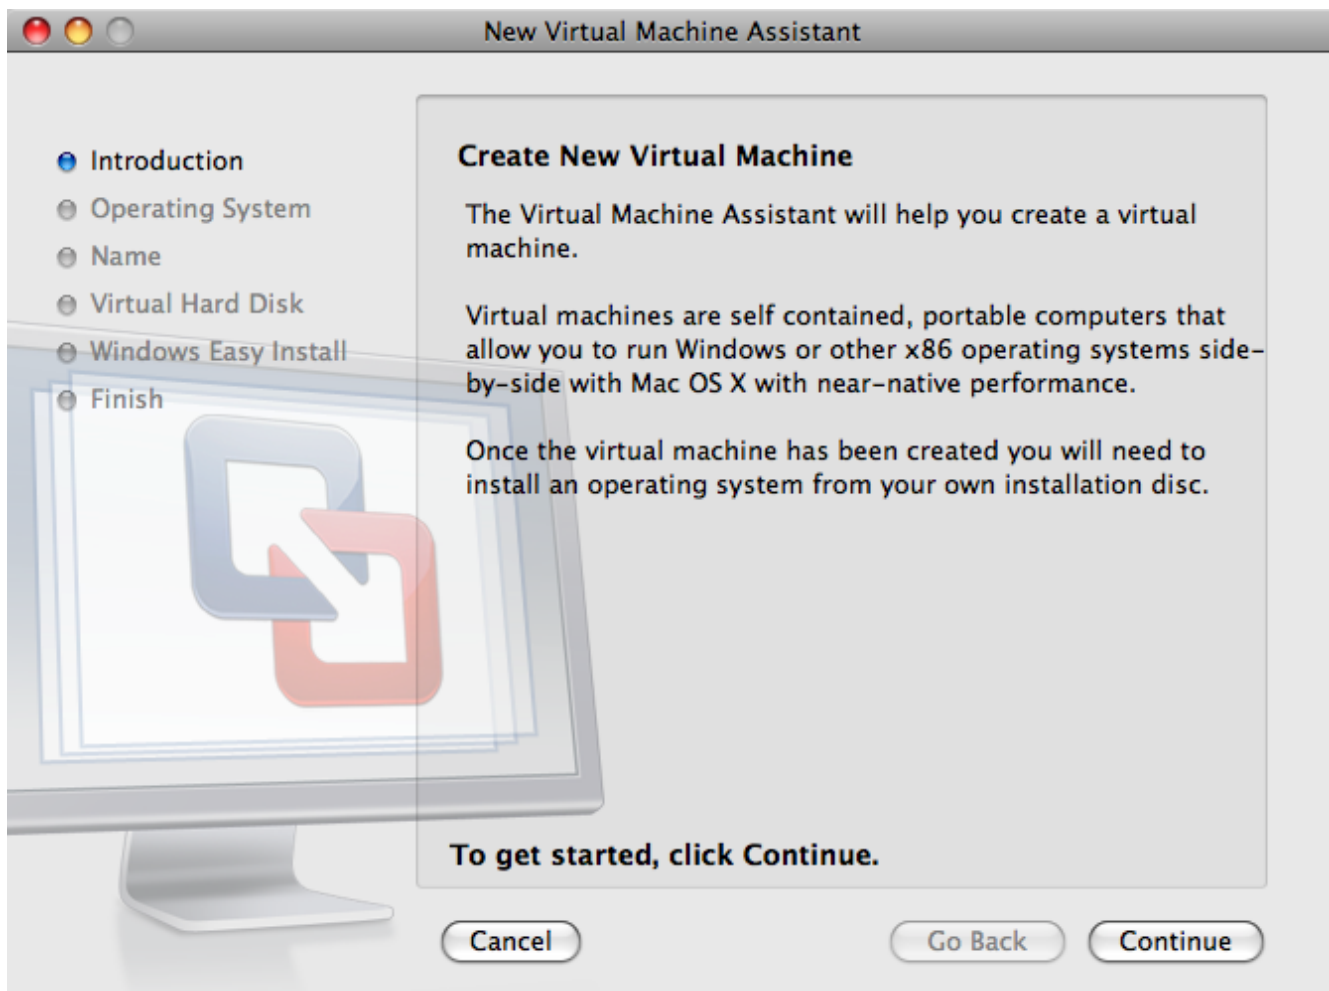 New Virtual Machine Assistant
Introduction
Operating System
Name
Virtual Hard Disk
Windows Easy Install
Finish
Create New Virtual Machine
The Virtual Machine Assistant will help you create a virtual
machine.
Virtual machines are self contained, portable computers that
allow you to run Windows or other x86 operating systems side-
by-side with Mac OS X with near-native performance.
Once the virtual machine has been created you will need to
install an operating system from your own installation disc.
To get started, click Continue.
Cancel
Go Back
Continue